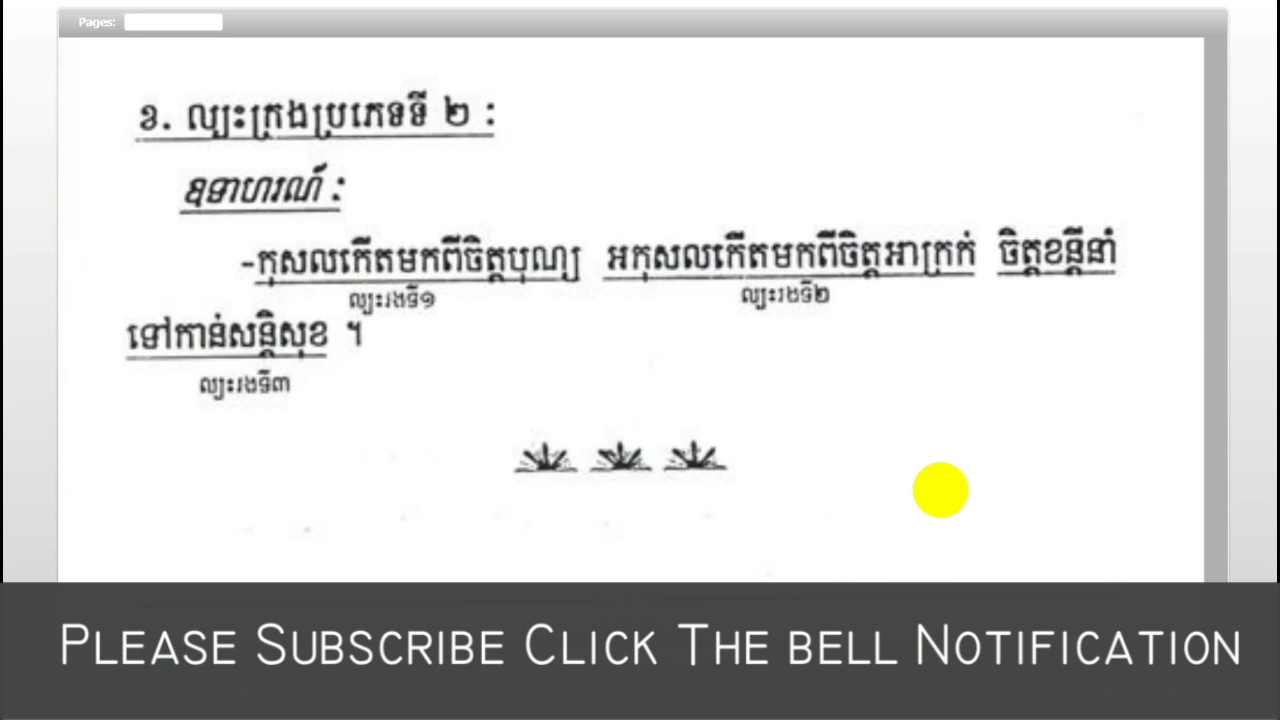 Pages:
ខ. ល្បះក្រងប្រភេទទី ២ :
ឧទាហរណ៍ :
-កុសលកើតមកពីចិត្តបុណ្យ អកុសលកើតមកពីចិត្តអាក្រក់ ចិត្តខន្តីនាំ
ល្បះរងទី១ ល្បះរងទី២
ទៅកាន់សន្តិសុខ ។
ល្បះរងទី៣
PLEASE SUBSCRIBE CLICK THE BELL NOTIFICATION